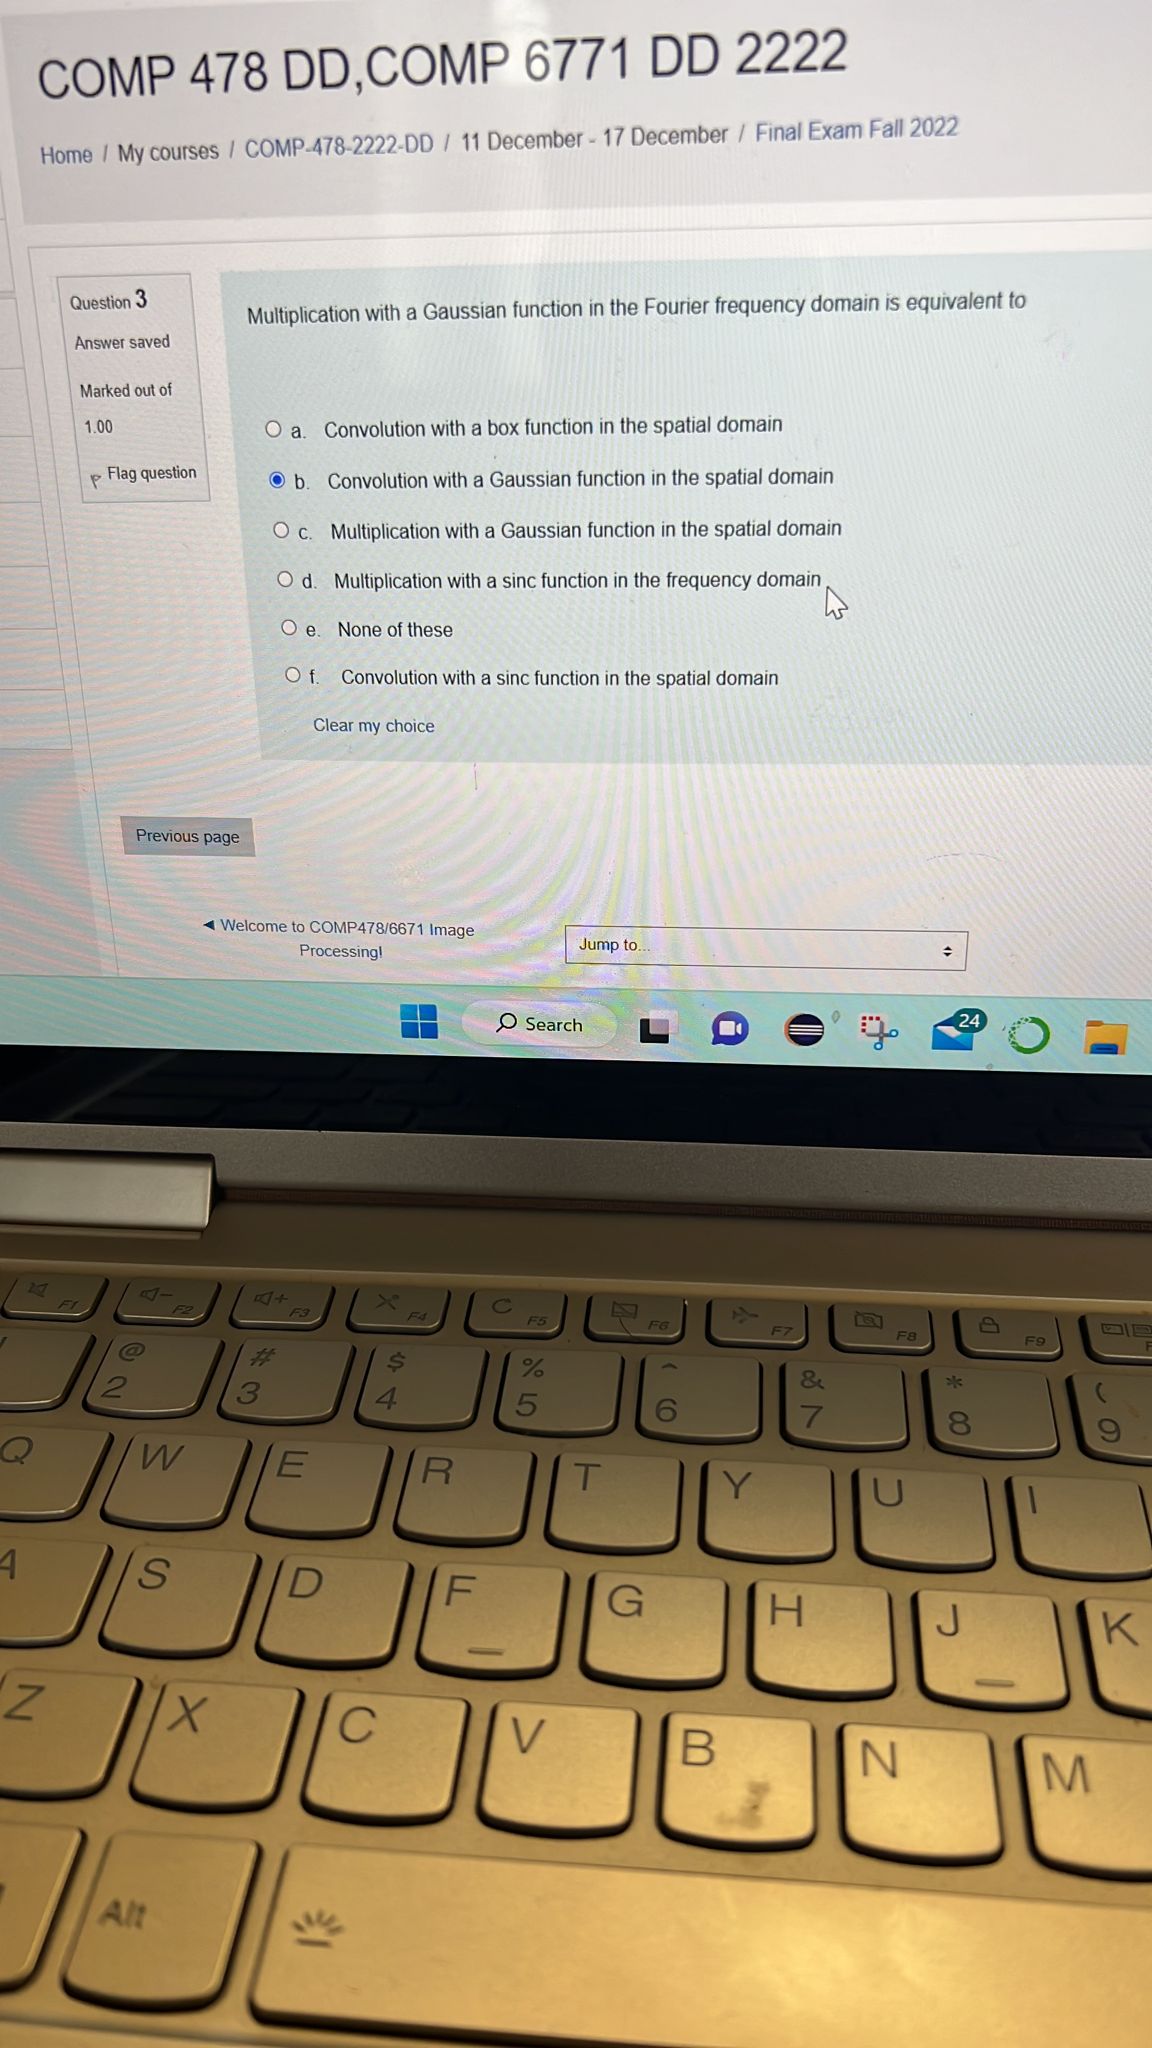 COMP 478 DD,COMP 6771 DD 2222
Home / My courses / COMP-478-2222-DD / 11 December - 17 December / Final Exam Fall 2022
Question 3
Answer saved
Marked out of
1.00
Flag question
Multiplication with a Gaussian function in the Fourier frequency domain is equivalent to
a. Convolution with a box function in the spatial domain
b. Convolution with a Gaussian function in the spatial domain
c. Multiplication with a Gaussian function in the spatial domain
d. Multiplication with a sinc function in the frequency domain
e. None of these
f. Convolution with a sinc function in the spatial domain
Clear my choice
Previous page
◄ Welcome to COMP478/6671 Image
Processing!
Jump to...
Search
24
F1 F2 F3 F4 F5 F6 F7 F8 F9
@ # $ % ^ & * (
2 3 4 5 6 7 8 9
Q W E R T Y U I
A S D F G H J K
Z X C V B N M
Alt